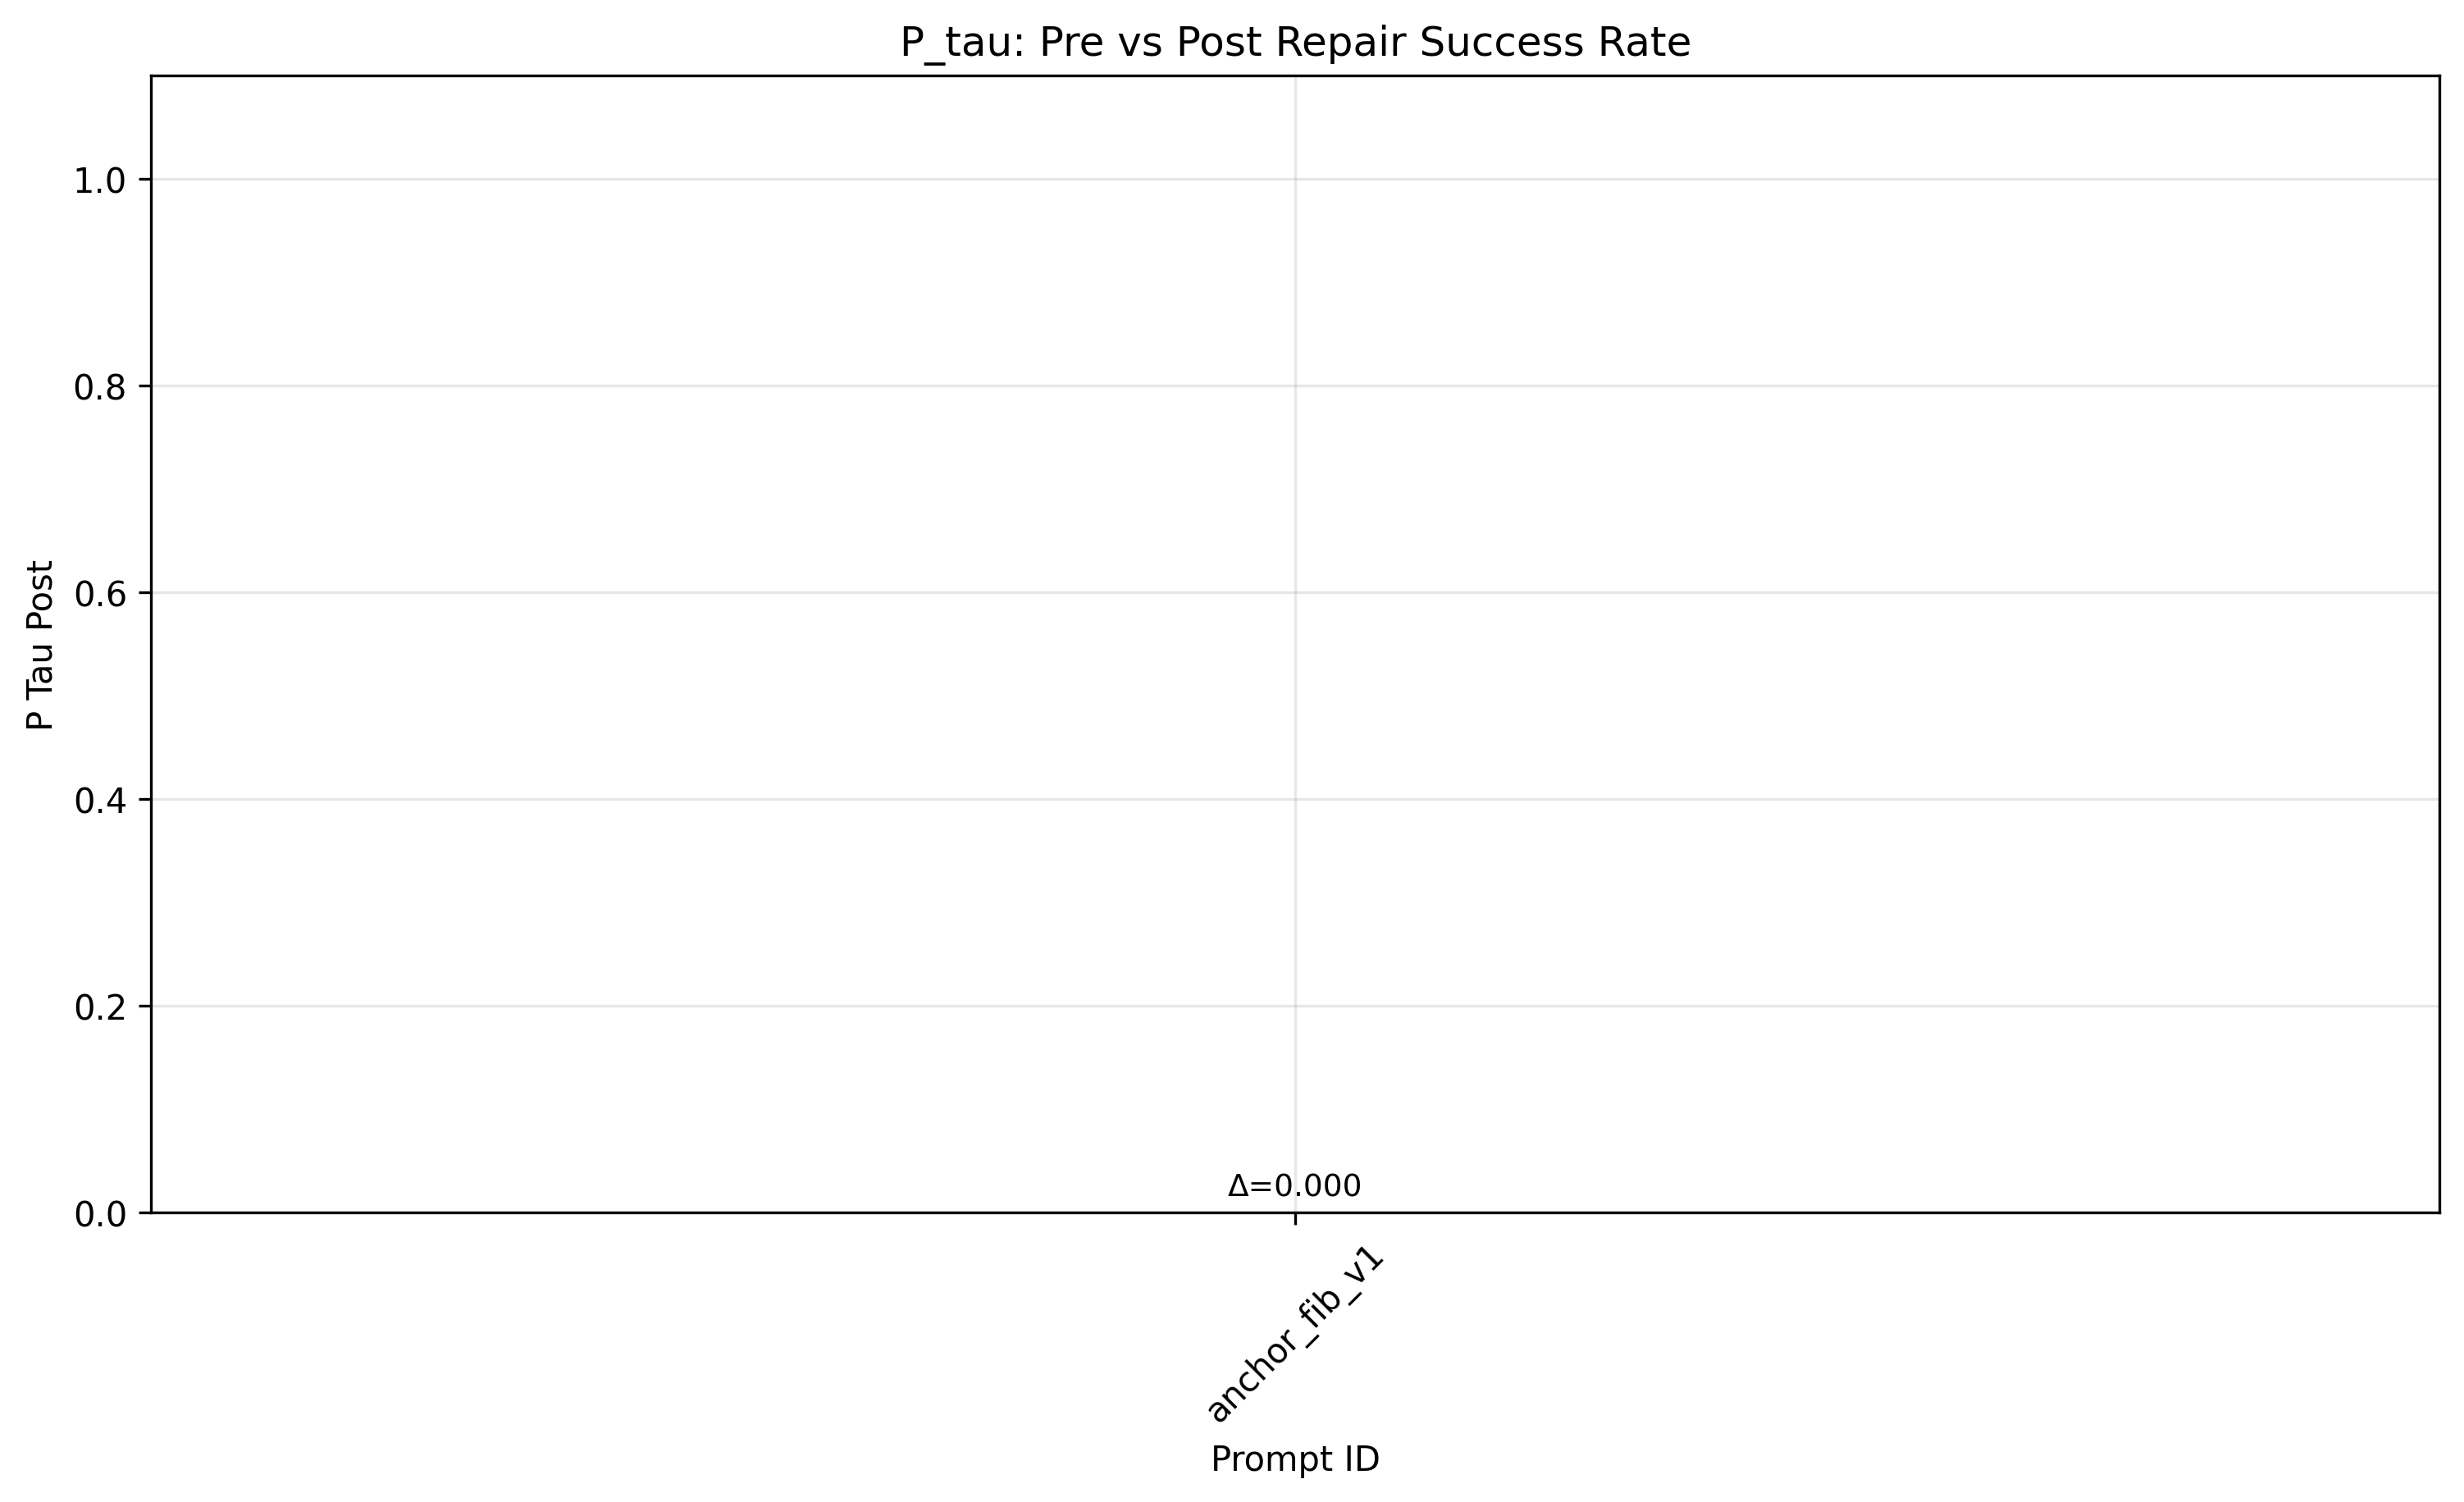 P_tau: Pre vs Post Repair Success Rate
P Tau Post
1.0
0.8
0.6
0.4
0.2
0.0
Δ=0.000
anchor_fib_v1
Prompt ID